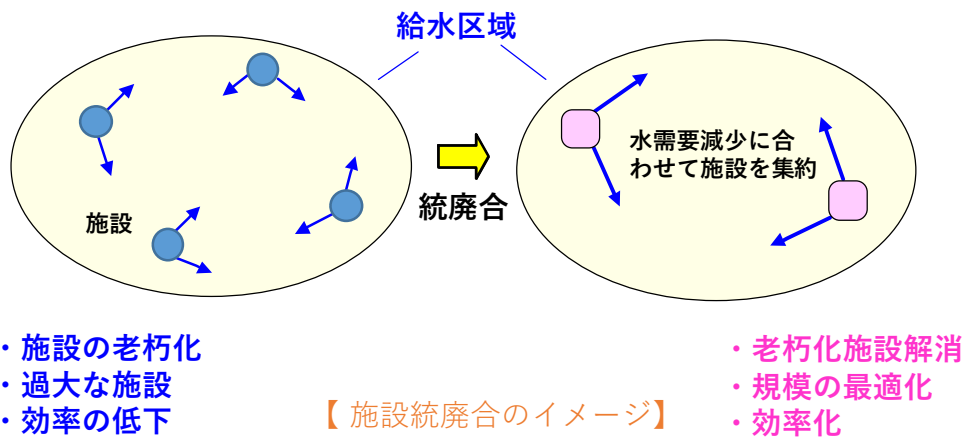 給水区域
施設
統廃合
水需要減少に合
わせて施設を集約
・施設の老朽化
・過大な施設
・効率の低下
【 施設統廃合のイメージ】
・老朽化施設解消
・規模の最適化
・効率化